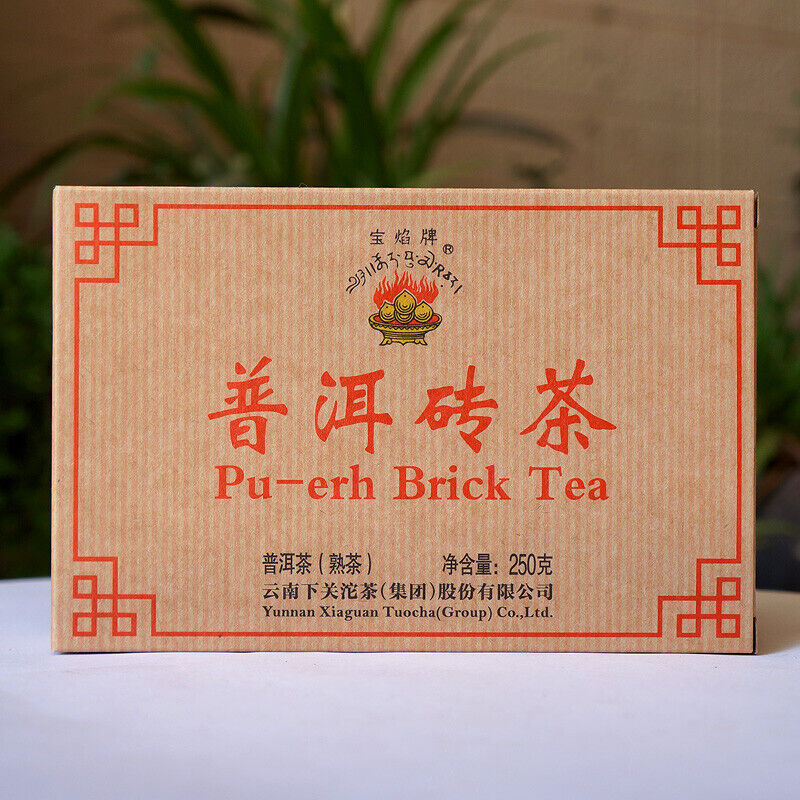 宝焰牌®
普洱砖茶
Pu-erh Brick Tea
普洱茶(熟茶) 净含量: 250克
云南下关沱茶(集团)股份有限公司
Yunnan Xiaguan Tuocha(Group) Co.,Ltd.